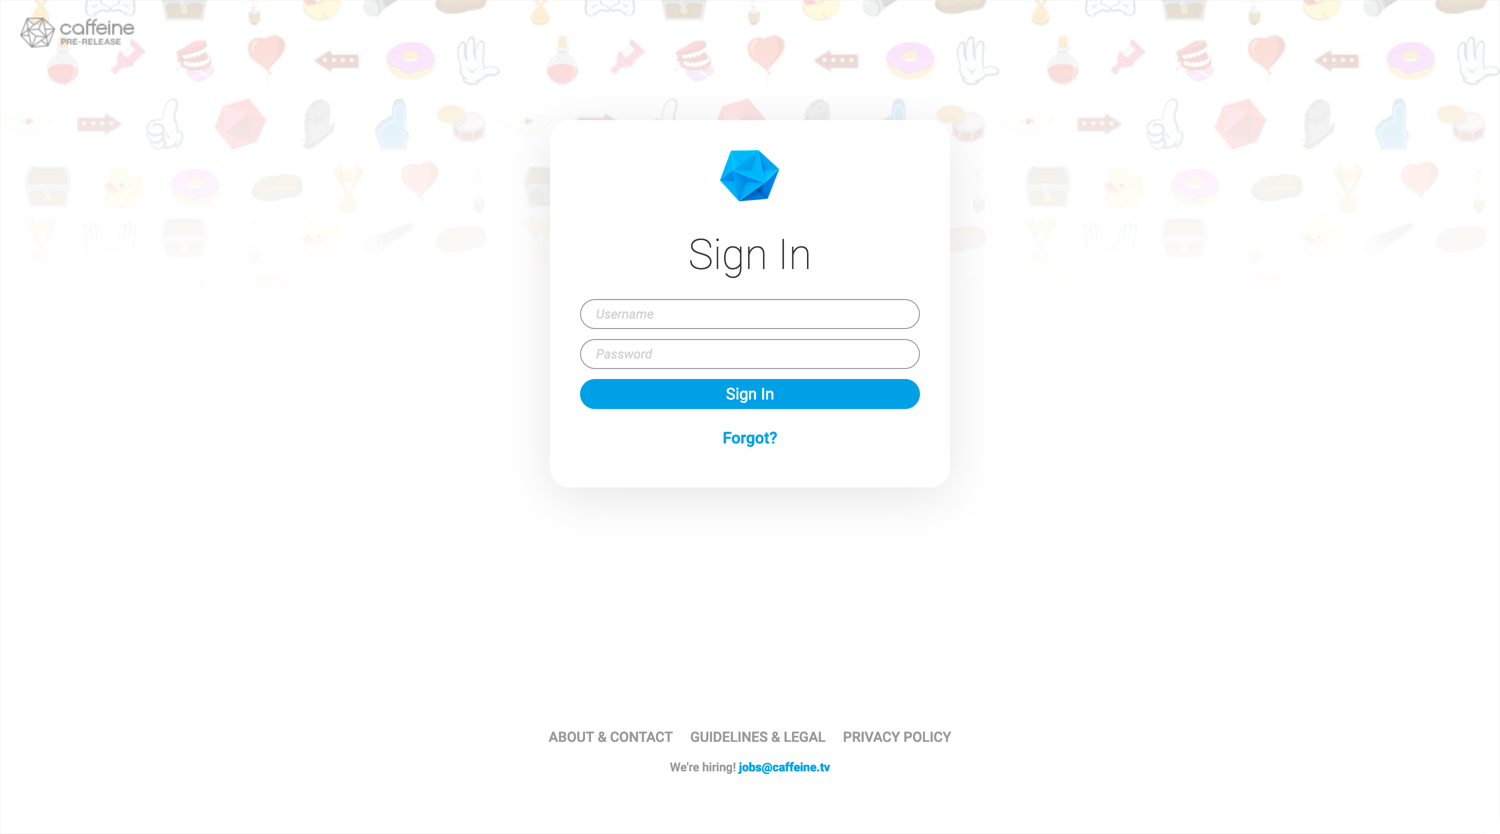 caffeine
PRE-RELEASE
Sign In
Username
Password
Sign In
Forgot?
ABOUT & CONTACT GUIDELINES & LEGAL PRIVACY POLICY
We're hiring! jobs@caffeine.tv